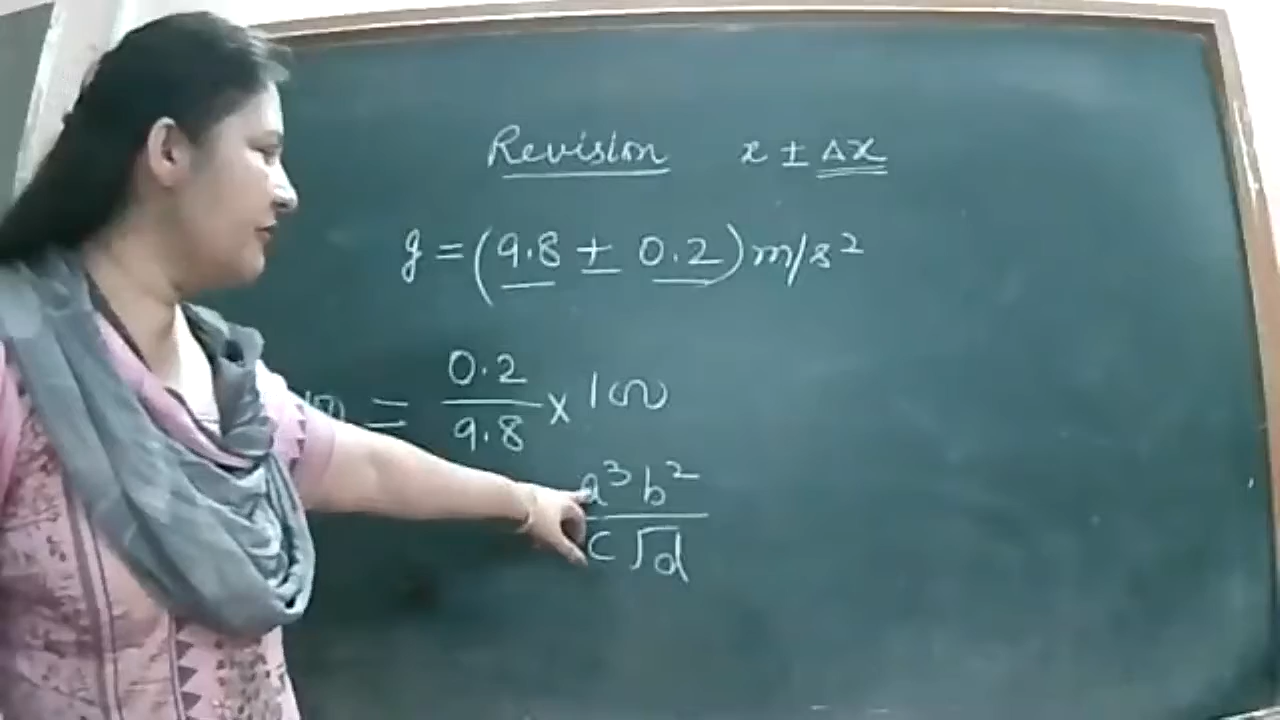 Revision x ± Δx
g = (9.8 ± 0.2) m/s²
= 0.2/9.8 × 100
a³b²/c√d